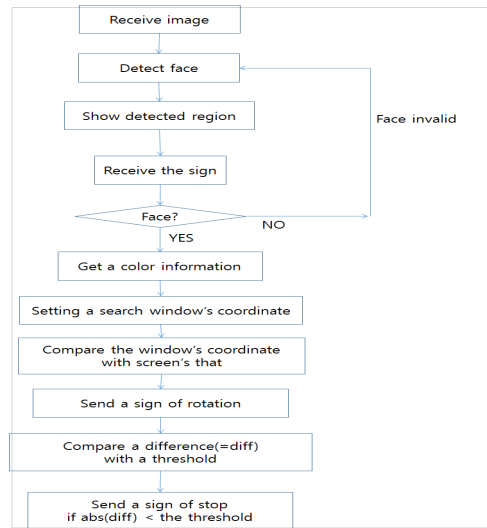 Receive image
Detect face
Show detected region
Face invalid
Receive the sign
Face?
NO
YES
Get a color information
Setting a search window's coordinate
Compare the window's coordinate
with screen's that
Send a sign of rotation
Compare a difference(=diff)
with a threshold
Send a sign of stop
if abs(diff) < the threshold